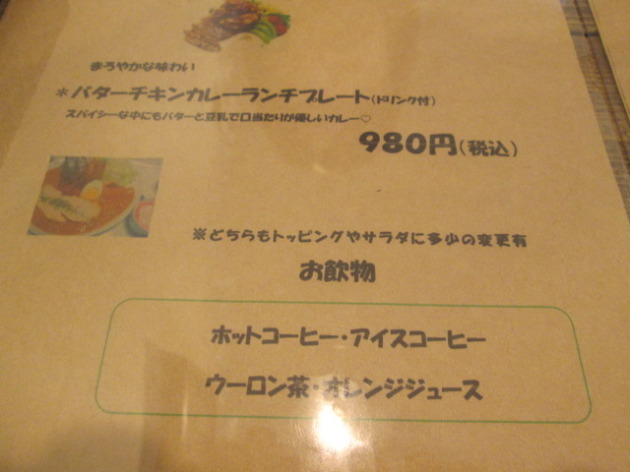 まろやかな味わい
＊バターチキンカレーランチプレート(ドリンク付)
スパイシーな中にもバターと豆乳で口当たりが優しいカレー♡
980円(税込)
※どちらもトッピングやサラダに多少の変更有
お飲物
ホットコーヒー・アイスコーヒー
ウーロン茶・オレンジジュース